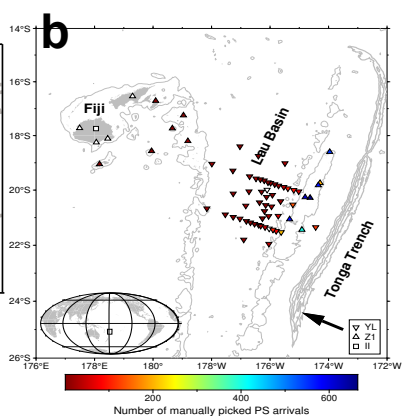 b
14°S
16°S
18°S
20°S
22°S
24°S
26°S
Fiji
Lau Basin
Tonga Trench
YL
Z1
II
176°E
178°E
180°
178°W
176°W
174°W
172°W
200
400
600
Number of manually picked PS arrivals